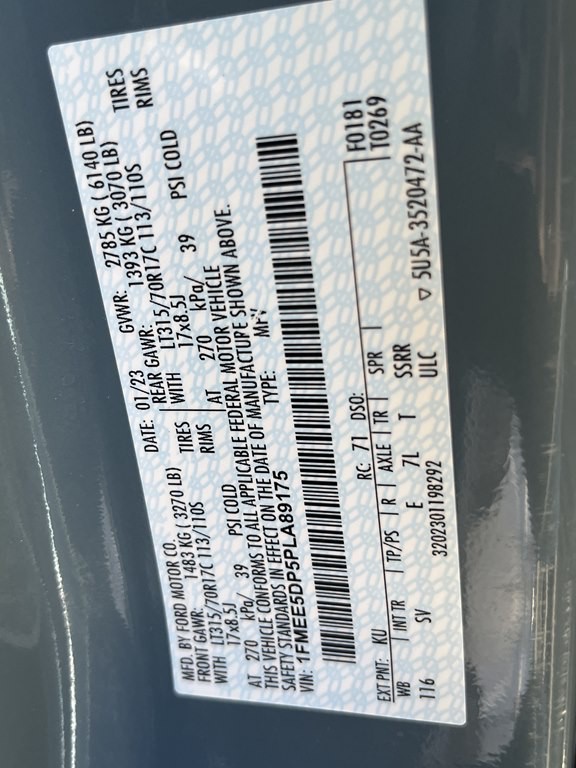 MFD. BY FORD MOTOR CO.
DATE: 01/23 GVWR: 2785 KG ( 6140 LB)
FRONT GAWR: 1483 KG ( 3270 LB) REAR GAWR: 1393 KG ( 3070 LB)
WITH LT315/70R17C 113/110S TIRES WITH LT315/70R17C 113/110S TIRES
17x8.5J RIMS 17x8.5J RIMS
AT 270 kPa/ 39 PSI COLD AT 270 kPa/ 39 PSI COLD
THIS VEHICLE CONFORMS TO ALL APPLICABLE FEDERAL MOTOR VEHICLE
SAFETY STANDARDS IN EFFECT ON THE DATE OF MANUFACTURE SHOWN ABOVE.
VIN: 1FMEE5DP5PLA89175 TYPE: MPV
F0181
T0269
EXT PNT: KU RC: 71 DSO:
WB INT TR TP/PS R AXLE TR SPR
116 SV E 7L T SSRR
3202301198292 ULC ▽ 5U5A-3520472-AA